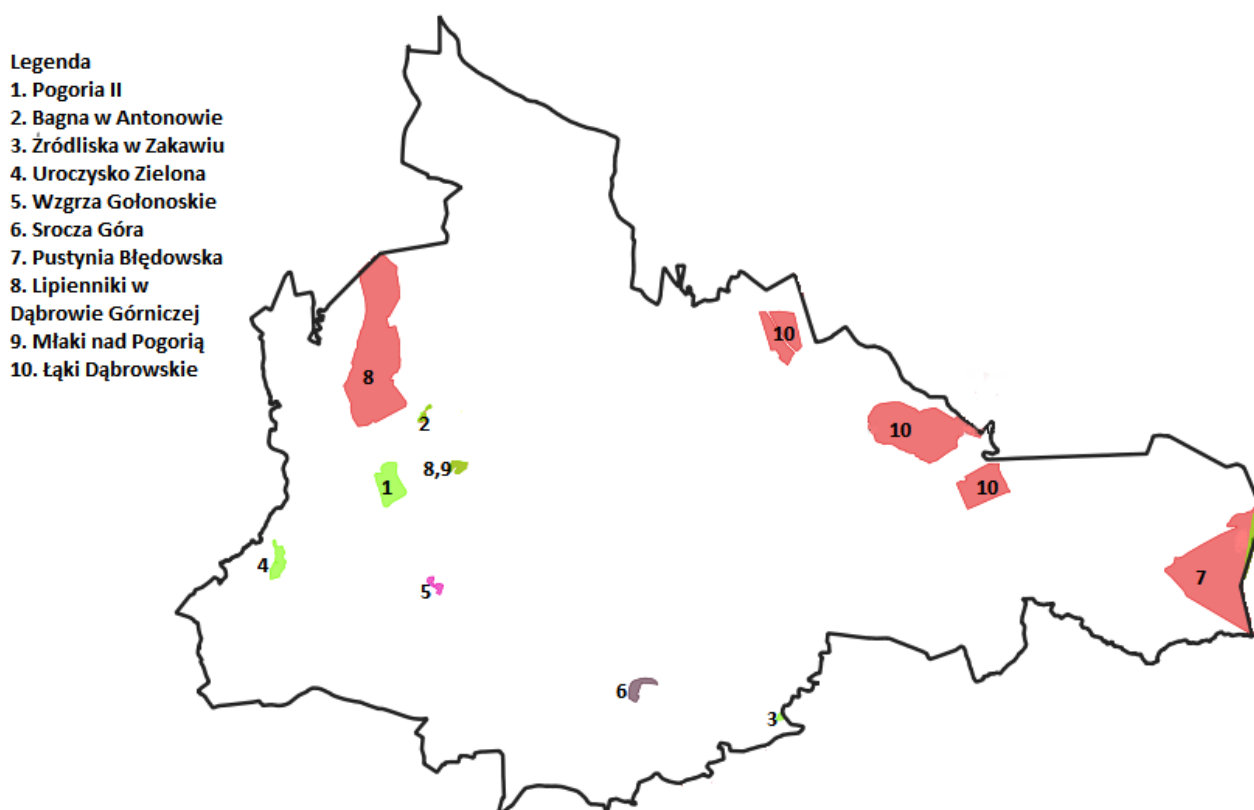 Legenda
1. Pogoria II
2. Bagna w Antonowie
3. Źródliska w Zakawiu
4. Uroczysko Zielona
5. Wzgrza Gołonoskie
6. Srocza Góra
7. Pustynia Błędowska
8. Lipienniki w
Dąbrowie Górniczej
9. Młaki nad Pogorią
10. Łąki Dąbrowskie
10
8
2
10
8,9
1
10
4
5
7
6
3